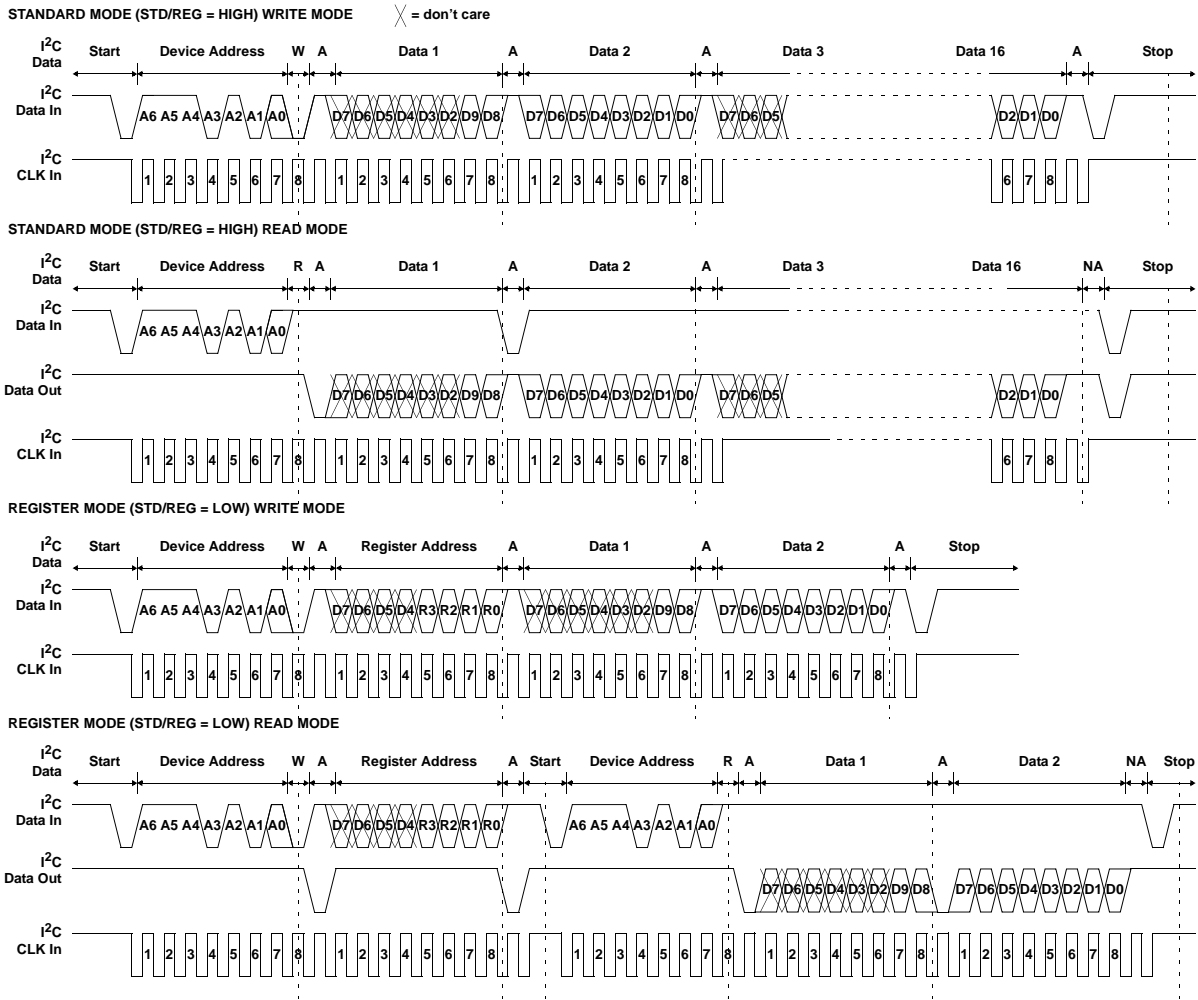 STANDARD MODE (STD/REG = HIGH) WRITE MODE = don't care
I2C Data Start Device Address W A Data 1 A Data 2 A Data 3 Data 16 A Stop
I2C Data In A6 A5 A4 A3 A2 A1 A0 D7 D6 D5 D4 D3 D2 D9 D8 D7 D6 D5 D4 D3 D2 D1 D0 D7 D6 D5 D2 D1 D0
I2C CLK In 1 2 3 4 5 6 7 8 1 2 3 4 5 6 7 8 1 2 3 4 5 6 7 8 6 7 8
STANDARD MODE (STD/REG = HIGH) READ MODE
I2C Data Start Device Address R A Data 1 A Data 2 A Data 3 Data 16 NA Stop
I2C Data In A6 A5 A4 A3 A2 A1 A0
I2C Data Out D7 D6 D5 D4 D3 D2 D9 D8 D7 D6 D5 D4 D3 D2 D1 D0 D7 D6 D5 D2 D1 D0
I2C CLK In 1 2 3 4 5 6 7 8 1 2 3 4 5 6 7 8 1 2 3 4 5 6 7 8 6 7 8
REGISTER MODE (STD/REG = LOW) WRITE MODE
I2C Data Start Device Address W A Register Address A Data 1 A Data 2 A Stop
I2C Data In A6 A5 A4 A3 A2 A1 A0 D7 D6 D5 D4 R3 R2 R1 R0 D7 D6 D5 D4 D3 D2 D9 D8 D7 D6 D5 D4 D3 D2 D1 D0
I2C CLK In 1 2 3 4 5 6 7 8 1 2 3 4 5 6 7 8 1 2 3 4 5 6 7 8 1 2 3 4 5 6 7 8
REGISTER MODE (STD/REG = LOW) READ MODE
I2C Data Start Device Address W A Register Address A Start Device Address R A Data 1 A Data 2 NA Stop
I2C Data In A6 A5 A4 A3 A2 A1 A0 D7 D6 D5 D4 R3 R2 R1 R0 A6 A5 A4 A3 A2 A1 A0
I2C Data Out D7 D6 D5 D4 D3 D2 D9 D8 D7 D6 D5 D4 D3 D2 D1 D0
I2C CLK In 1 2 3 4 5 6 7 8 1 2 3 4 5 6 7 8 1 2 3 4 5 6 7 8 1 2 3 4 5 6 7 8 1 2 3 4 5 6 7 8